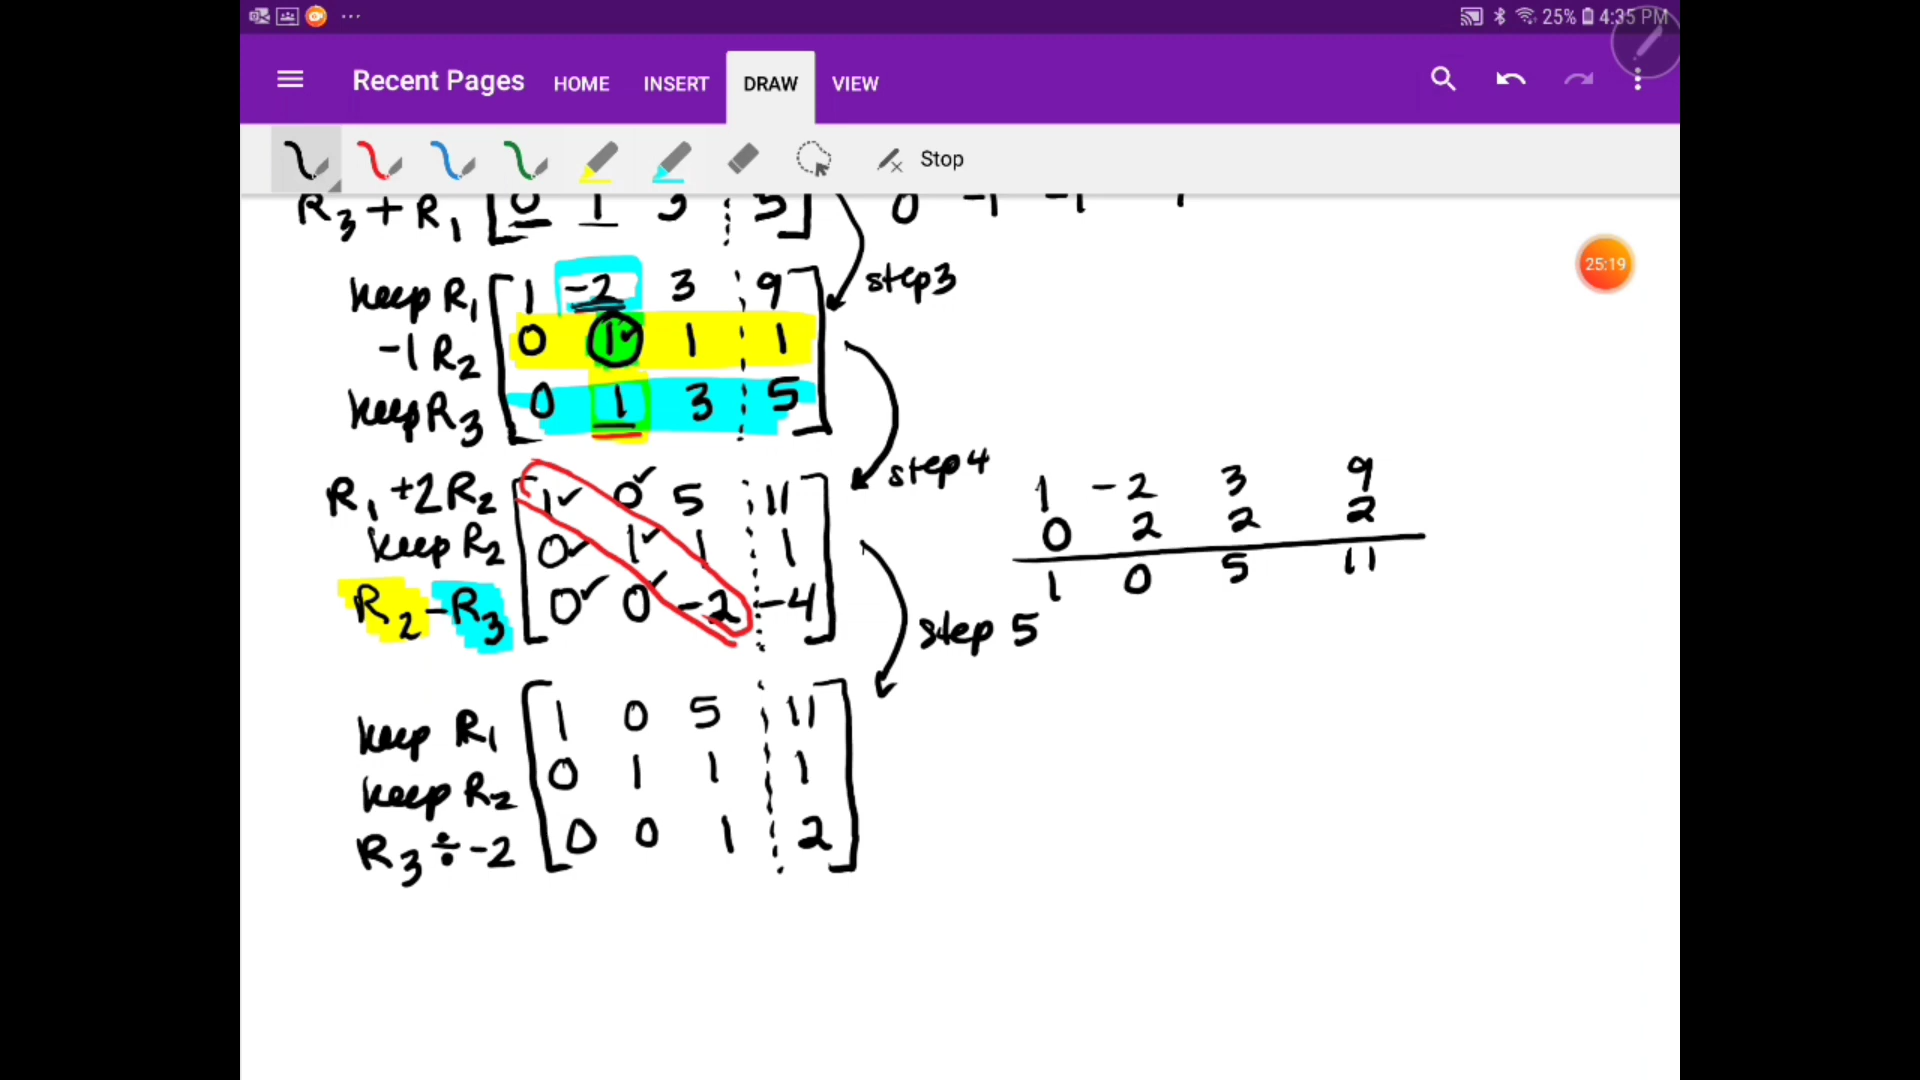 25% 4:35 PM
Recent Pages HOME INSERT DRAW VIEW
Stop
25:19
R3 + R1 [ 0 1 3 ⋮ 5 ] 0 -1 -1
keep R1 [ 1 -2 3 ⋮ 9 ] step 3
-1 R2 [ 0 1 1 ⋮ 1 ]
keep R3 [ 0 1 3 ⋮ 5 ]
R1 + 2R2 [ 1 0 5 ⋮ 11 ] step 4
keep R2 [ 0 1 1 ⋮ 1 ]
R2 - R3 [ 0 0 -2 ⋮ -4 ]
1 -2 3 9
0 2 2 2
1 0 5 11
step 5
keep R1 [ 1 0 5 ⋮ 11 ]
keep R2 [ 0 1 1 ⋮ 1 ]
R3 ÷ -2 [ 0 0 1 ⋮ 2 ]